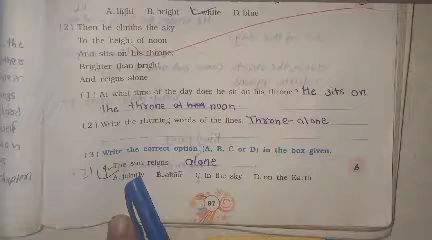 A. light B. bright C. white D. blue
(2) Then he climbs the sky
To the height of noon
And sits on his throne,
Brighter than bright
And reigns alone
(1) At what time of the day does he sit on his throne? He sits on
the throne at noon
(2) Write the rhyming words of the lines. Throne - alone
(3) Write the correct option (A, B, C or D) in the box given.
The sun reigns alone
A. jointly B. alone C. in the sky D. on the Earth
97